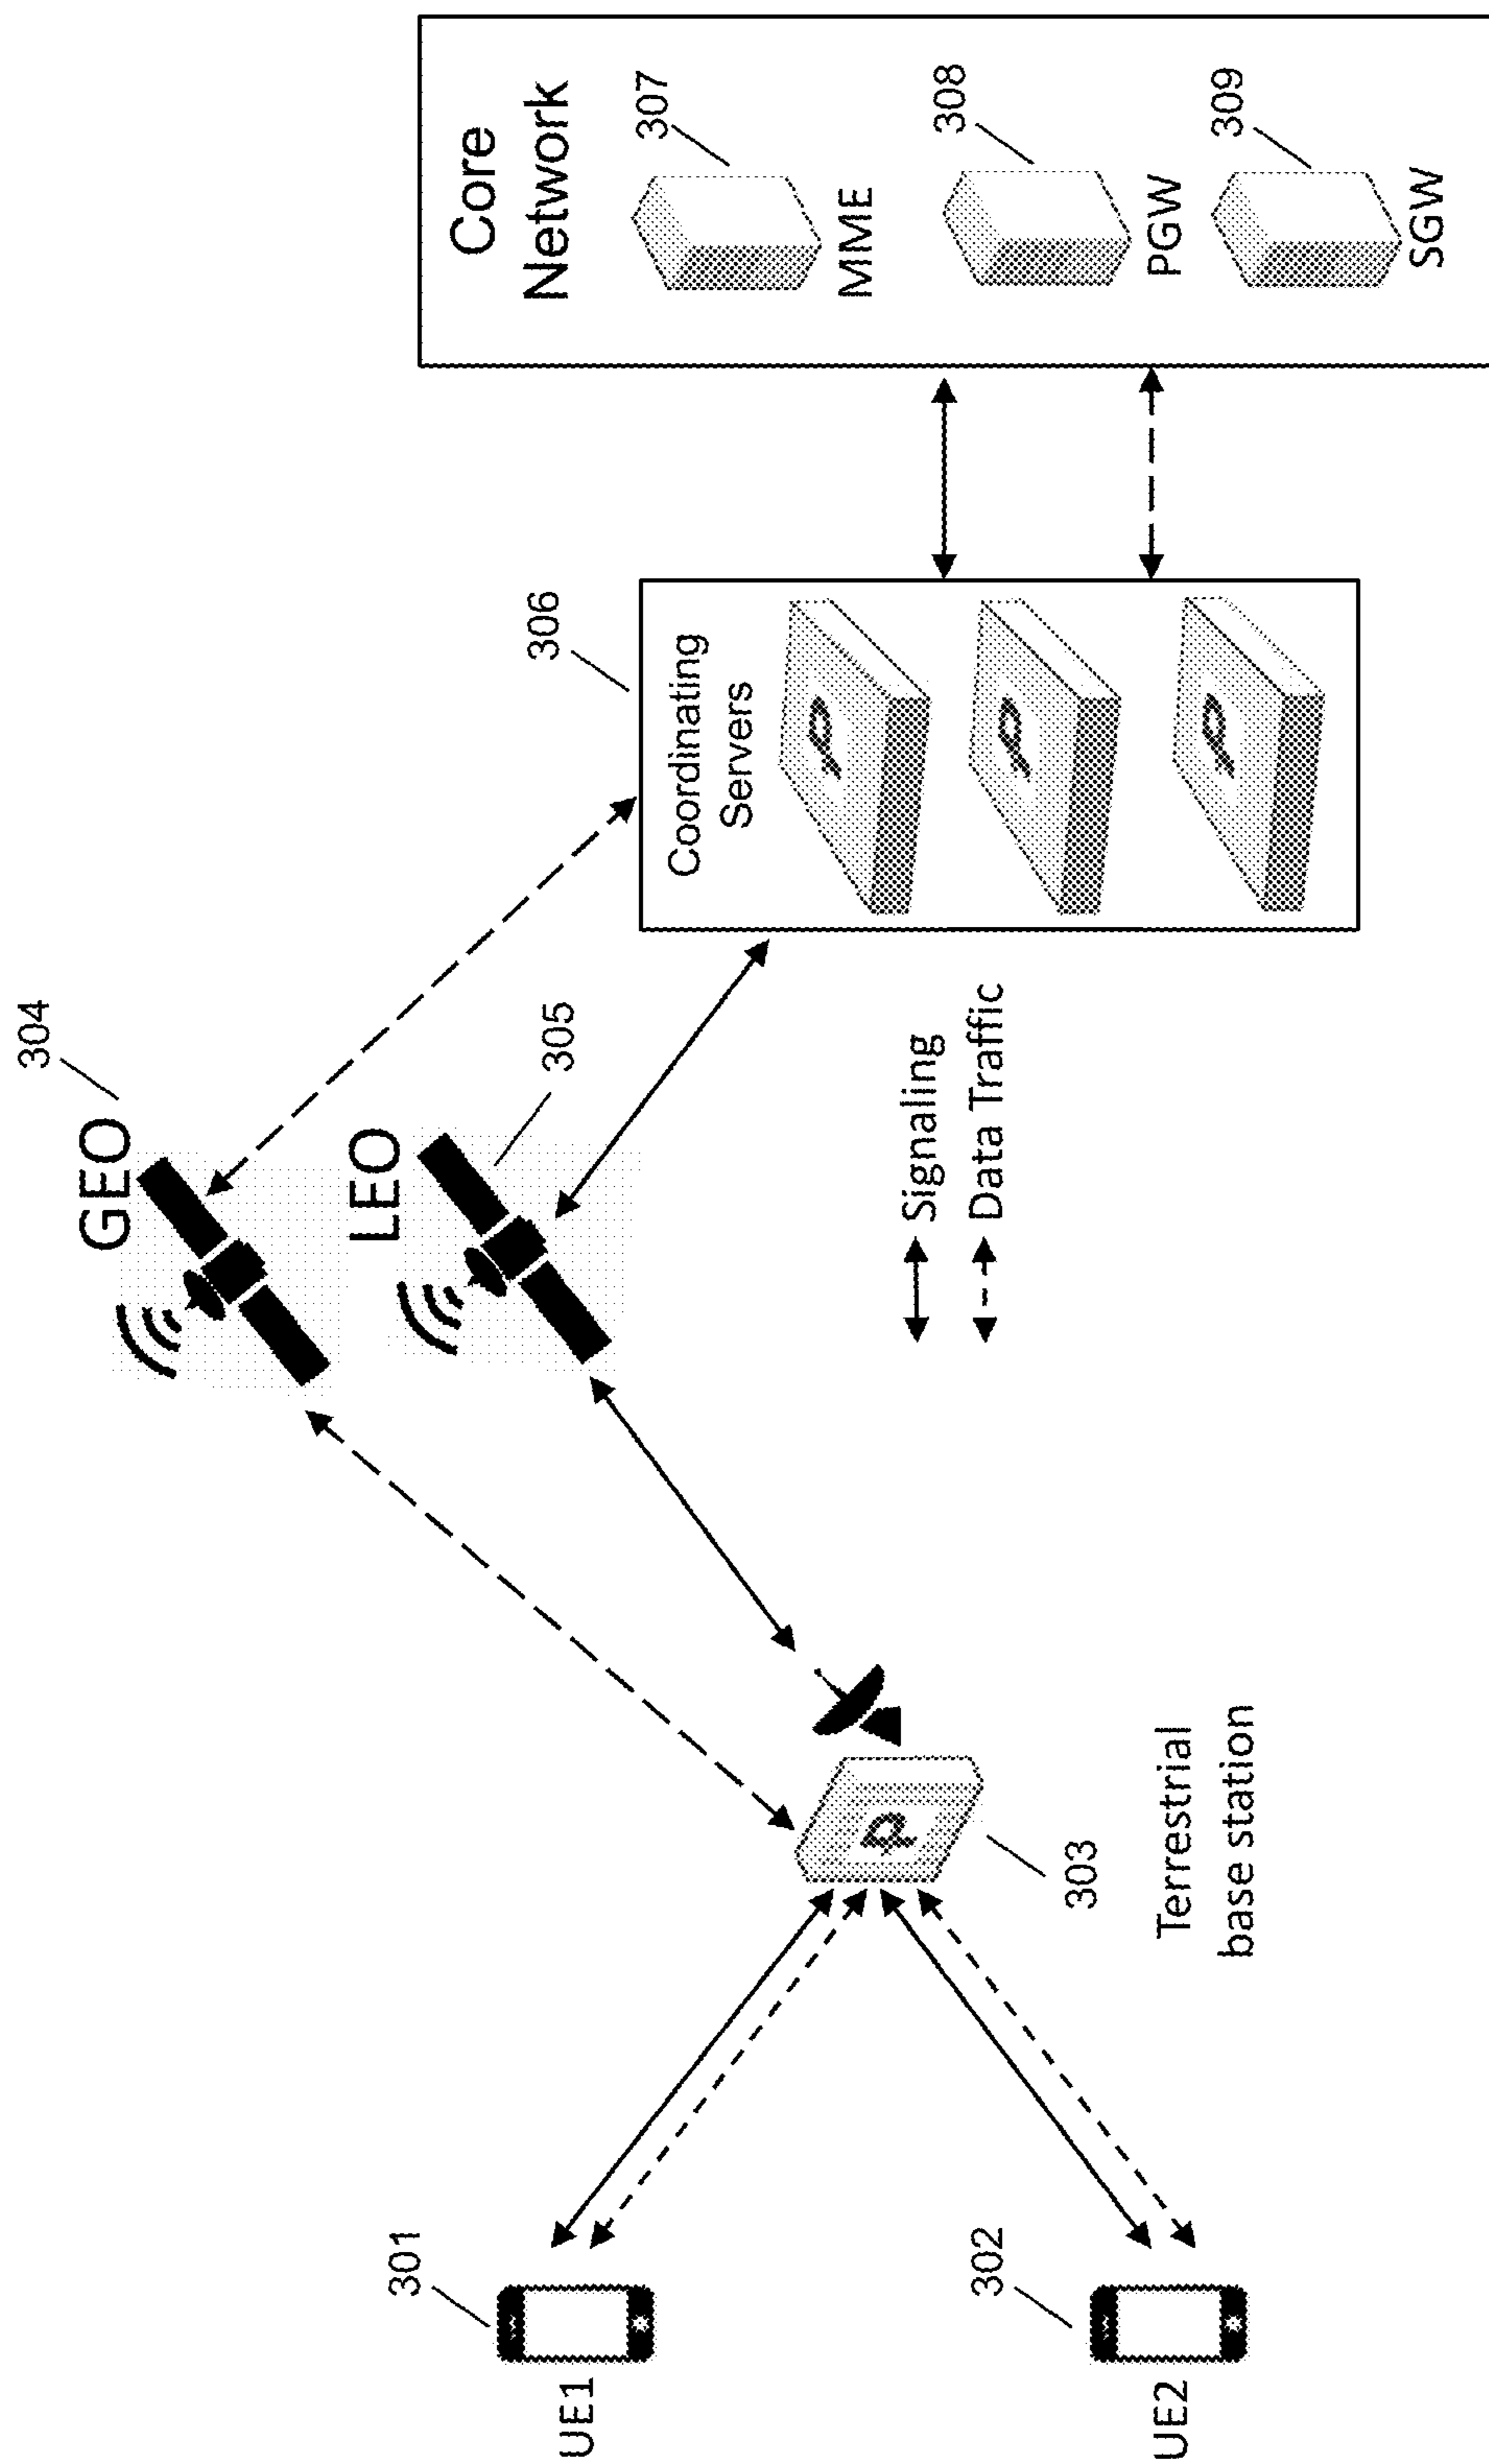 304
GEO
LEO
305
306
Coordinating
Servers
Core
Network
307
MME
308
PGW
309
SGW
301
UE1
302
UE2
303
Terrestrial
base station
Signaling
Data Traffic